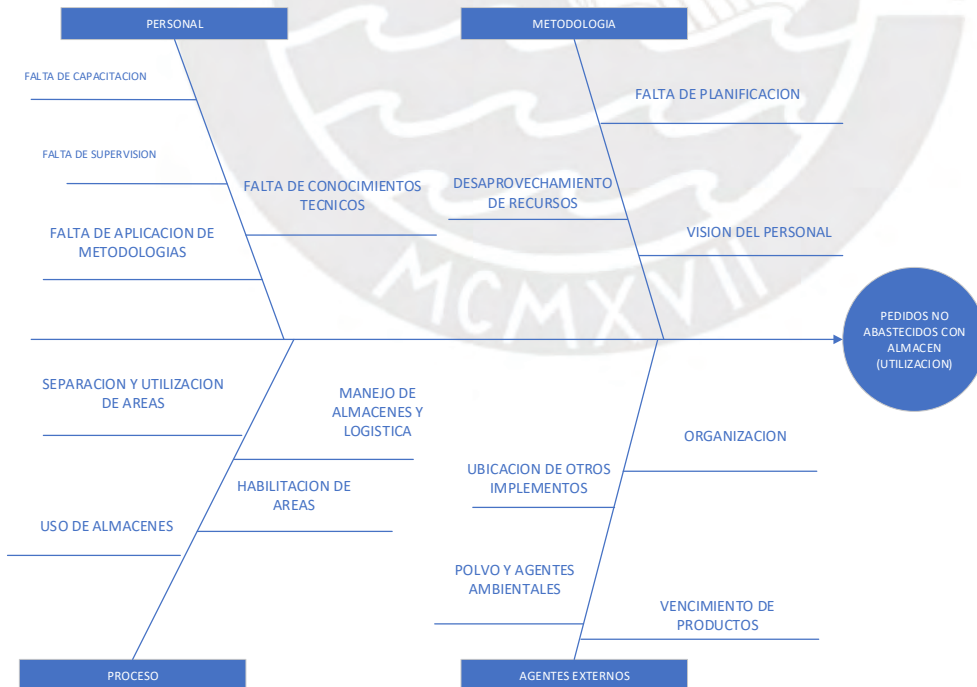 PERSONAL
METODOLOGIA
FALTA DE CAPACITACION
FALTA DE PLANIFICACION
FALTA DE SUPERVISION
FALTA DE CONOCIMIENTOS
TECNICOS
DESAPROVECHAMIENTO
DE RECURSOS
FALTA DE APLICACION DE
METODOLOGIAS
VISION DEL PERSONAL
MCMXVII
PEDIDOS NO
ABASTECIDOS CON
ALMACEN
(UTILIZACION)
SEPARACION Y UTILIZACION
DE AREAS
MANEJO DE
ALMACENES Y
LOGISTICA
ORGANIZACION
UBICACION DE OTROS
IMPLEMENTOS
HABILITACION DE
AREAS
USO DE ALMACENES
POLVO Y AGENTES
AMBIENTALES
VENCIMIENTO DE
PRODUCTOS
PROCESO
AGENTES EXTERNOS